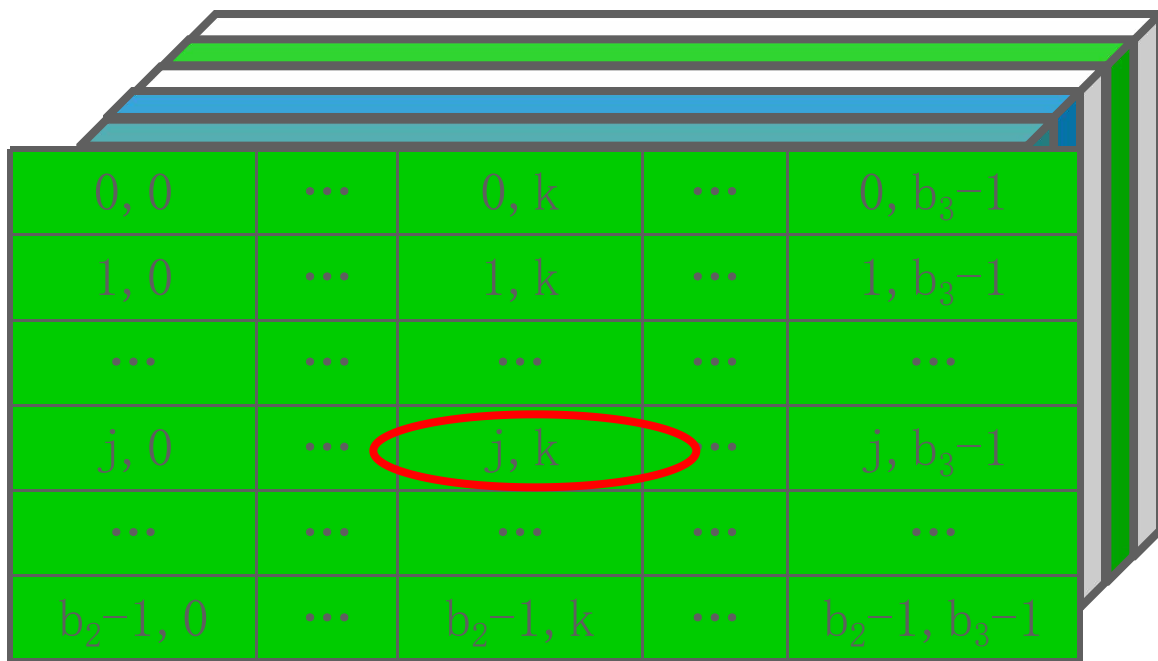 0, 0 ··· 0, k ··· 0, b₃-1
1, 0 ··· 1, k ··· 1, b₃-1
··· ··· ··· ··· ···
j, 0 ··· j, k ··· j, b₃-1
··· ··· ··· ··· ···
b₂-1, 0 ··· b₂-1, k ··· b₂-1, b₃-1